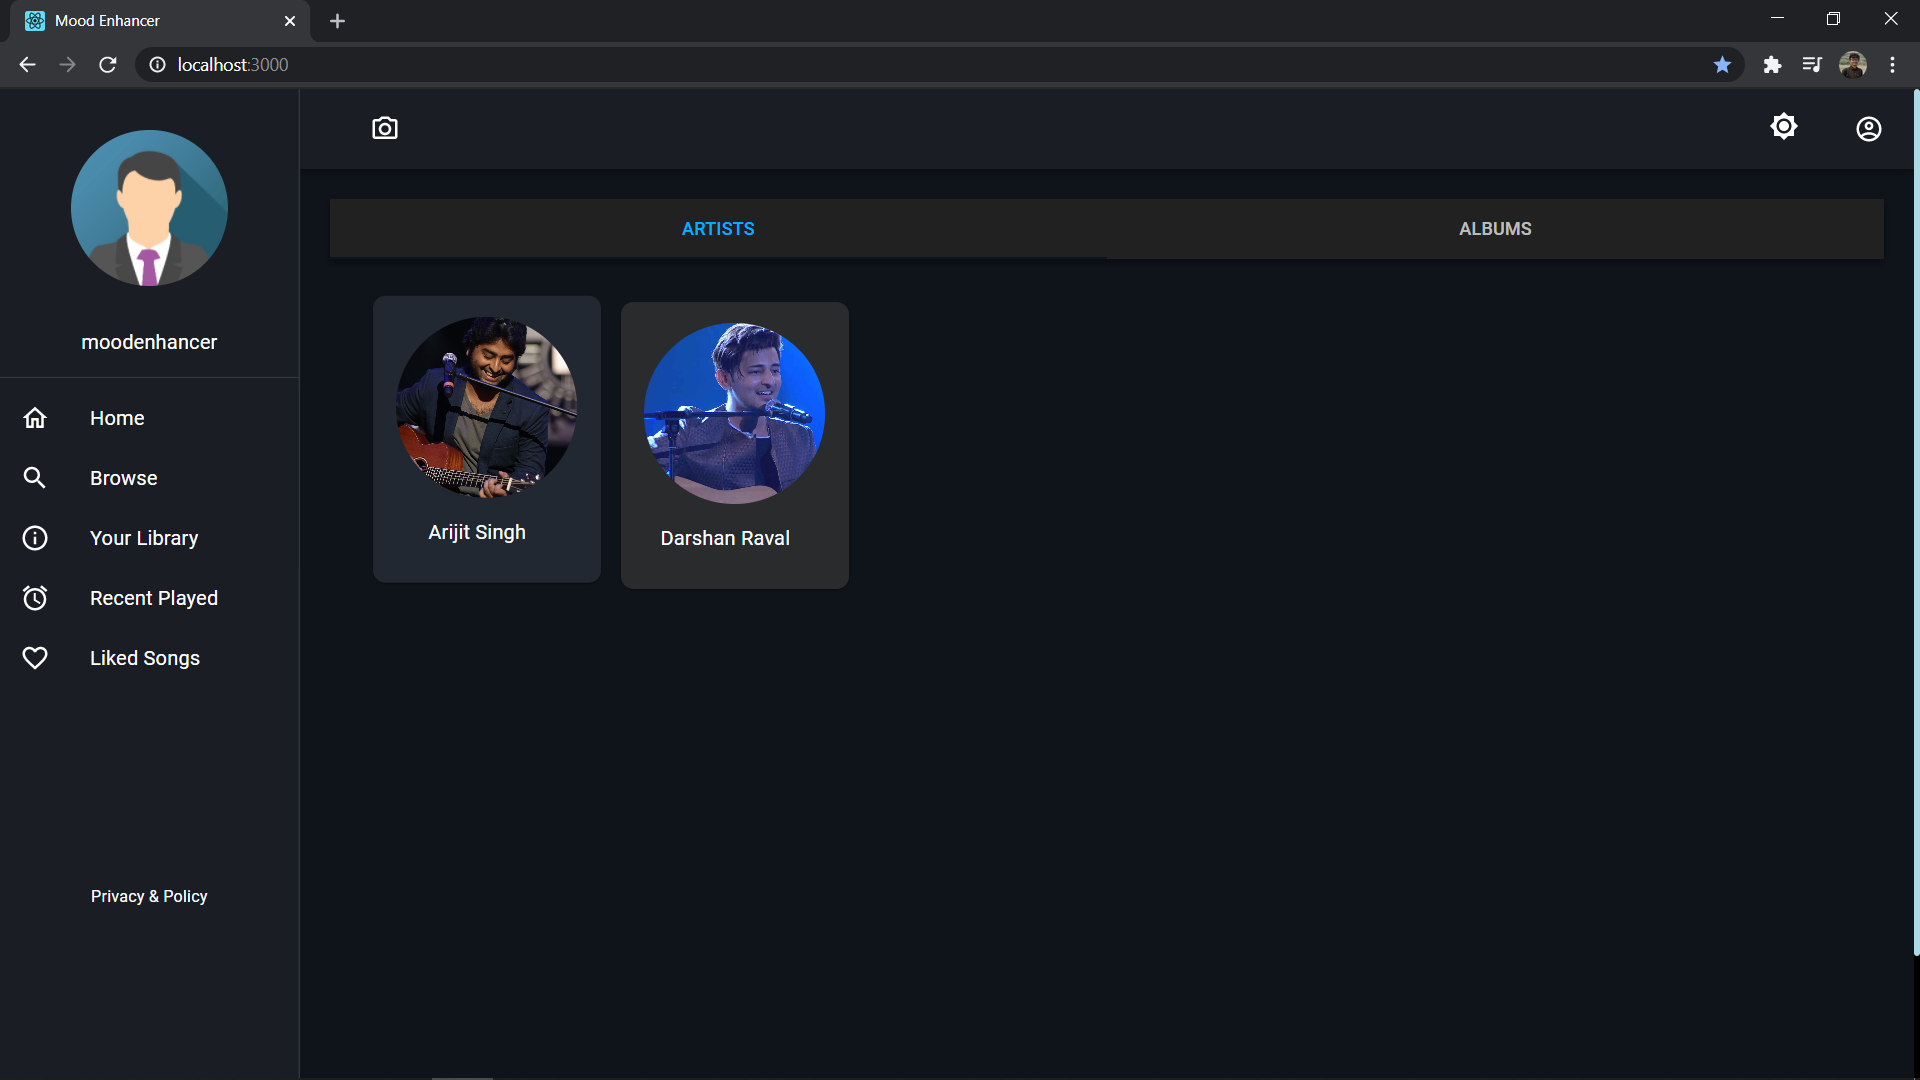 Mood Enhancer
localhost:3000
moodenhancer
Home
Browse
Your Library
Recent Played
Liked Songs
Privacy & Policy
ARTISTS
ALBUMS
Arijit Singh
Darshan Raval